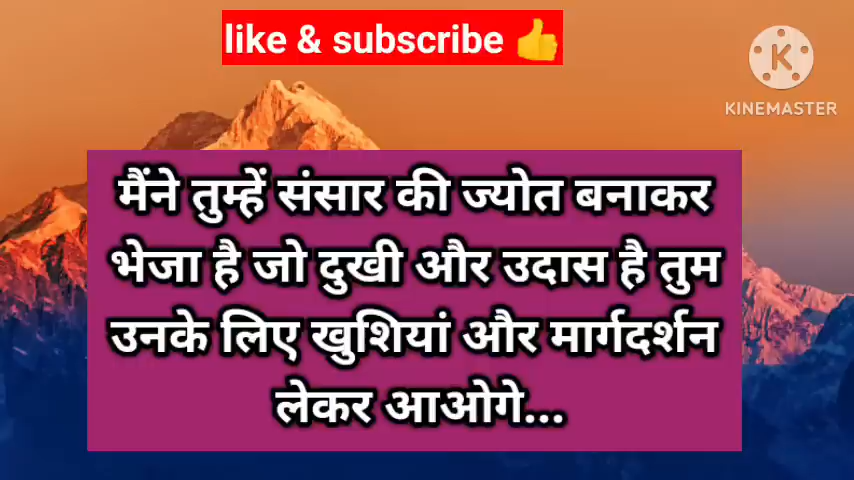 like & subscribe 👍
KINEMASTER
मैंने तुम्हें संसार की ज्योत बनाकर
भेजा है जो दुखी और उदास है तुम
उनके लिए खुशियां और मार्गदर्शन
लेकर आओगे...